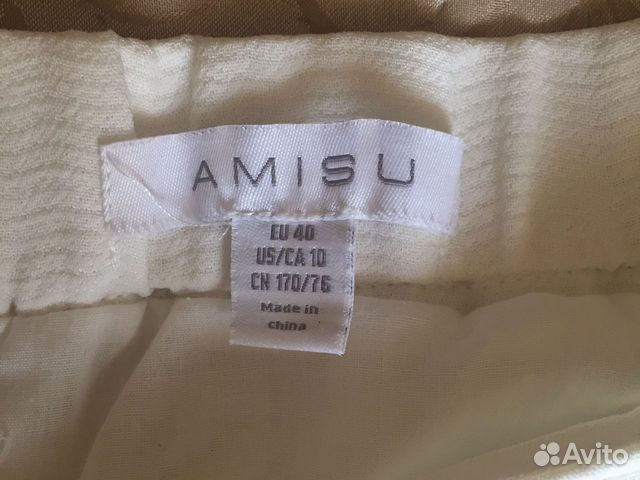 AMISU
EU 40
US/CA 10
CN 170/76
Made in
china
Avito